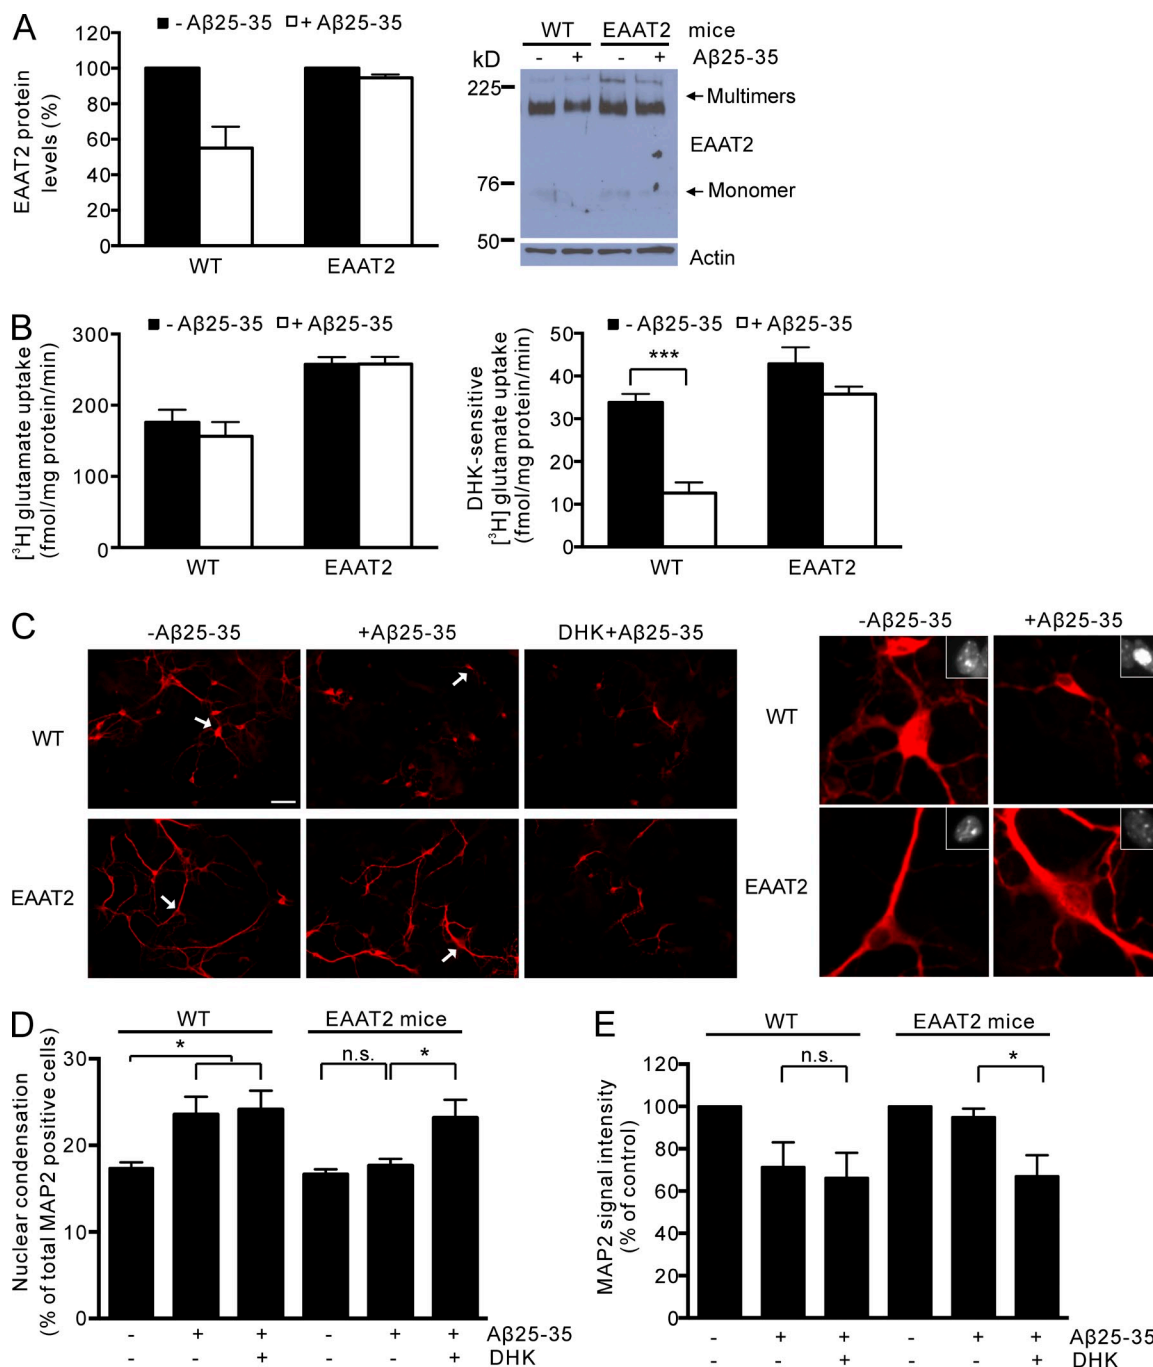 A
- Aβ25-35 + Aβ25-35
EAAT2 protein
levels (%)
120
100
80
60
40
20
0
WT EAAT2
WT EAAT2 mice
kD - + - + Aβ25-35
225
Multimers
EAAT2
76
Monomer
50
Actin
B
- Aβ25-35 + Aβ25-35
[³H] glutamate uptake
(fmol/mg protein/min)
300
200
100
0
WT EAAT2
- Aβ25-35 + Aβ25-35
DHK-sensitive
[³H] glutamate uptake
(fmol/mg protein/min)
50
40
30
20
10
0
***
WT EAAT2
C
-Aβ25-35 +Aβ25-35 DHK+Aβ25-35
WT
EAAT2
-Aβ25-35 +Aβ25-35
WT
EAAT2
D
WT EAAT2 mice
Nuclear condensation
(% of total MAP2 positive cells)
30
20
10
0
* n.s. *
- + + - + + Aβ25-35
- - + - - + DHK
E
WT EAAT2 mice
MAP2 signal intensity
(% of control)
120
100
80
60
40
20
0
n.s. *
- + + - + + Aβ25-35
- - + - - + DHK